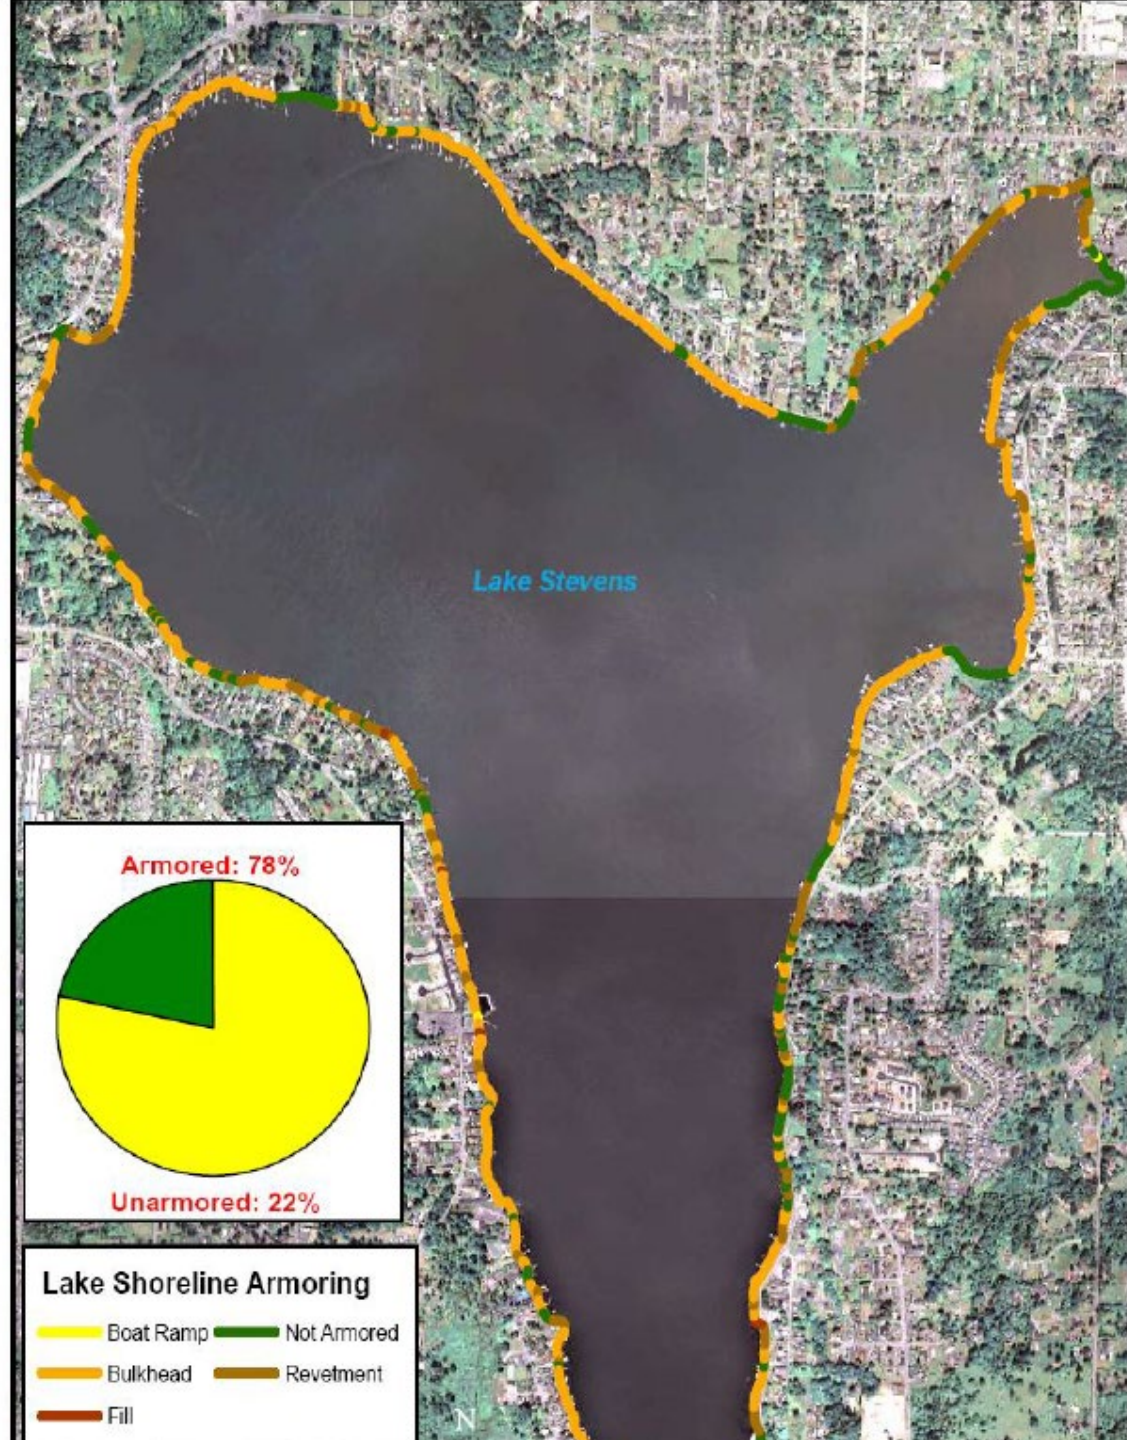 Lake Stevens
Armored: 78%
Unarmored: 22%
Lake Shoreline Armoring
Boat Ramp Not Armored
Bulkhead Revetment
Fill
N